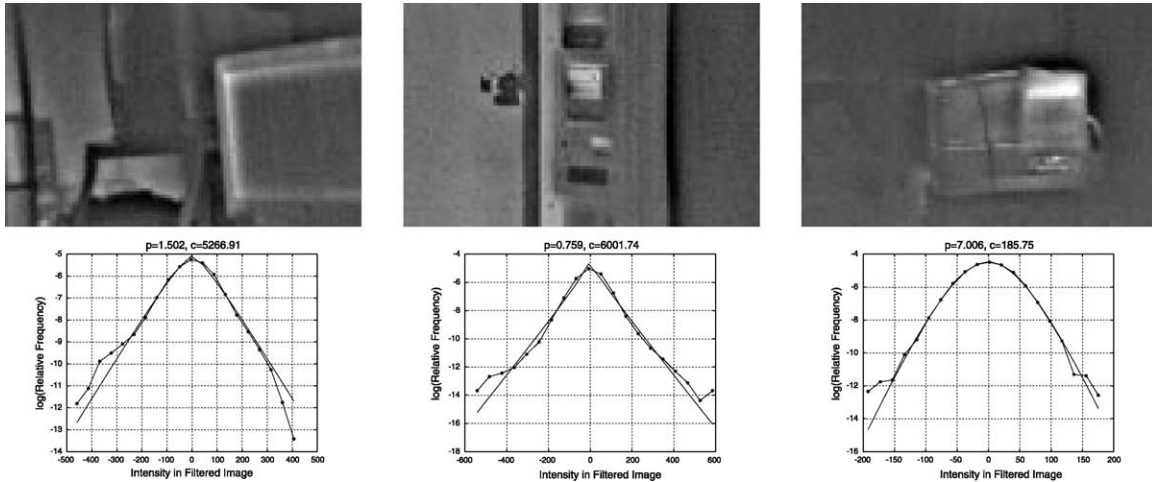 p=1.502, c=5266.91
-5
-6
-7
-8
-9
-10
-11
-12
-13
-14
log(Relative Frequency)
-500 -400 -300 -200 -100 0 100 200 300 400 500
Intensity in Filtered Image
p=0.759, c=6001.74
-4
-6
-8
-10
-12
-14
-16
-18
log(Relative Frequency)
-600 -400 -200 0 200 400 600
Intensity in Filtered Image
p=7.006, c=185.75
-4
-6
-8
-10
-12
-14
-16
log(Relative Frequency)
-200 -150 -100 -50 0 50 100 150 200
Intensity in Filtered Image